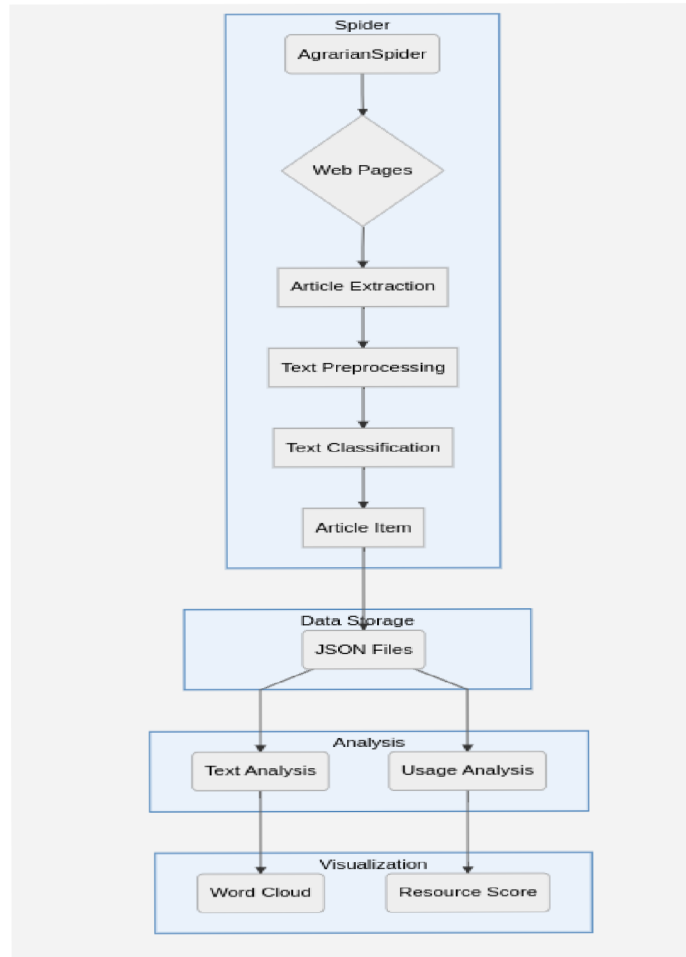 Spider
AgrarianSpider
Web Pages
Article Extraction
Text Preprocessing
Text Classification
Article Item
Data Storage
JSON Files
Analysis
Text Analysis
Usage Analysis
Visualization
Word Cloud
Resource Score